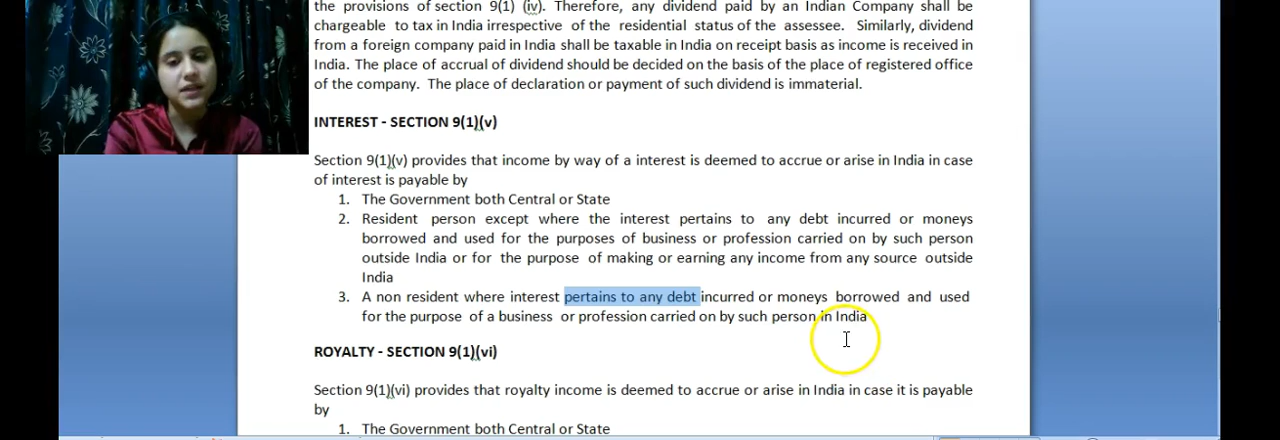 the provisions of section 9(1) (iv). Therefore, any dividend paid by an Indian Company shall be
chargeable to tax in India irrespective of the residential status of the assessee. Similarly, dividend
from a foreign company paid in India shall be taxable in India on receipt basis as income is received in
India. The place of accrual of dividend should be decided on the basis of the place of registered office
of the company. The place of declaration or payment of such dividend is immaterial.
INTEREST - SECTION 9(1)(v)
Section 9(1)(v) provides that income by way of a interest is deemed to accrue or arise in India in case
of interest is payable by
1. The Government both Central or State
2. Resident person except where the interest pertains to any debt incurred or moneys
borrowed and used for the purposes of business or profession carried on by such person
outside India or for the purpose of making or earning any income from any source outside
India
3. A non resident where interest pertains to any debt incurred or moneys borrowed and used
for the purpose of a business or profession carried on by such person in India
ROYALTY - SECTION 9(1)(vi)
Section 9(1)(vi) provides that royalty income is deemed to accrue or arise in India in case it is payable
by
1. The Government both Central or State